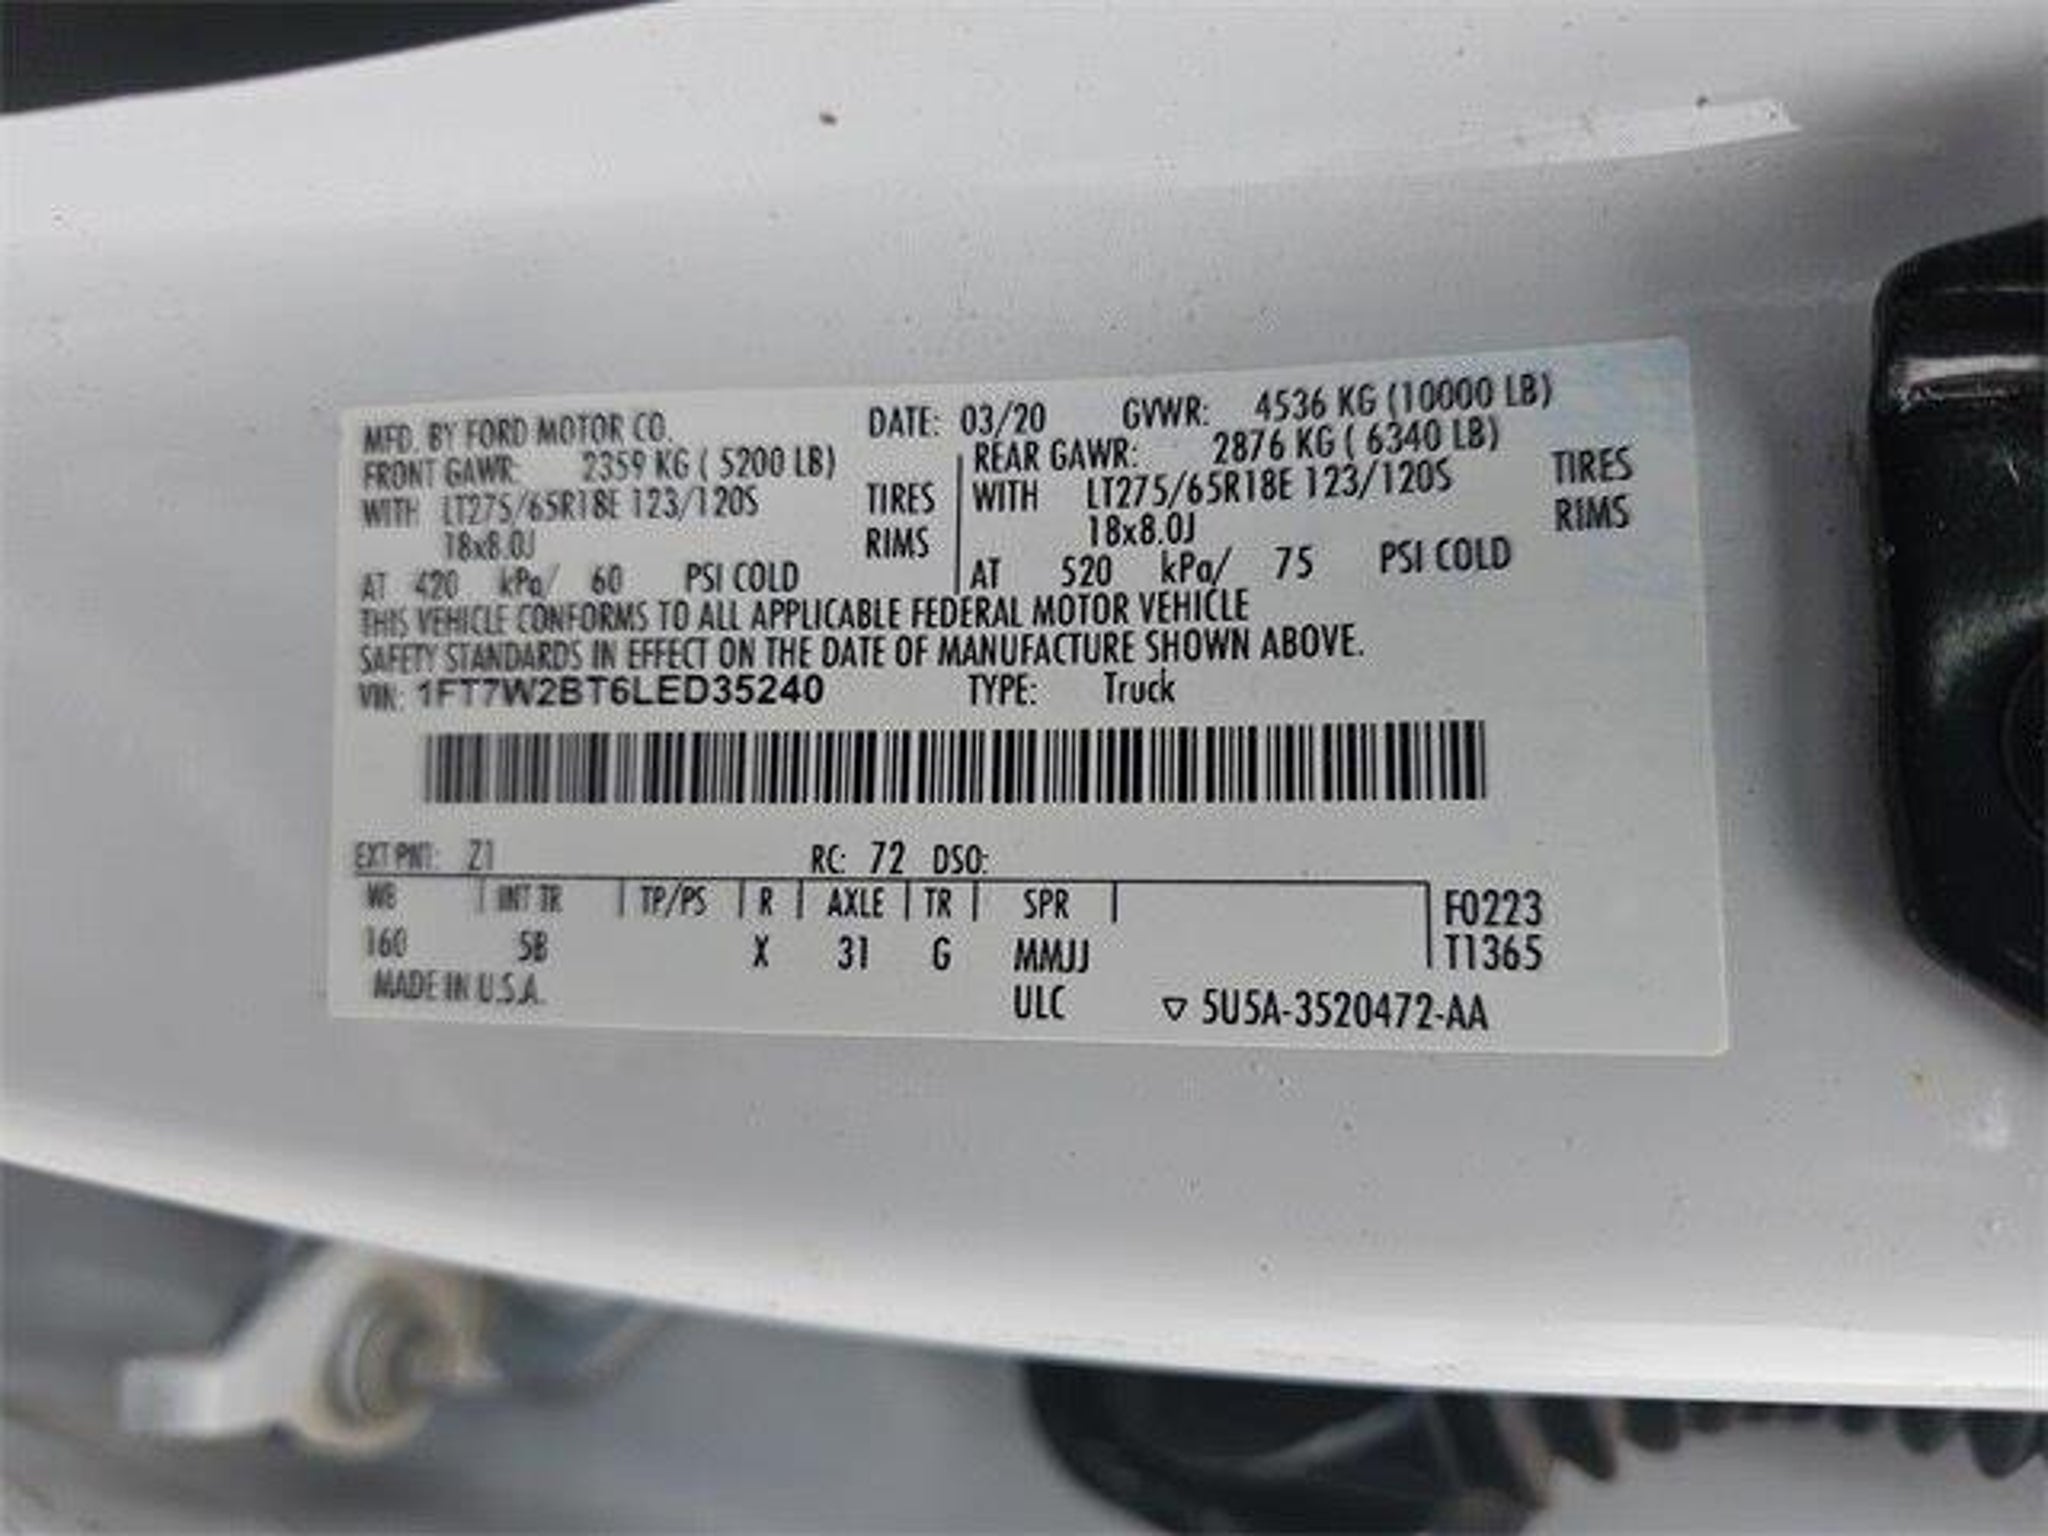 MFD. BY FORD MOTOR CO. DATE: 03/20 GVWR: 4536 KG (10000 LB)
FRONT GAWR: 2359 KG ( 5200 LB) REAR GAWR: 2876 KG ( 6340 LB)
WITH LT275/65R18E 123/120S TIRES WITH LT275/65R18E 123/120S TIRES
18x8.0J RIMS 18x8.0J RIMS
AT 420 kPa/ 60 PSI COLD AT 520 kPa/ 75 PSI COLD
THIS VEHICLE CONFORMS TO ALL APPLICABLE FEDERAL MOTOR VEHICLE
SAFETY STANDARDS IN EFFECT ON THE DATE OF MANUFACTURE SHOWN ABOVE.
VIN: 1FT7W2BT6LED35240 TYPE: Truck
EXT PNT: Z1 RC: 72 DSO:
WB INT TR TP/PS R AXLE TR SPR F0223
160 5B X 31 G MMJJ T1365
MADE IN U.S.A. ULC ▽ 5U5A-3520472-AA